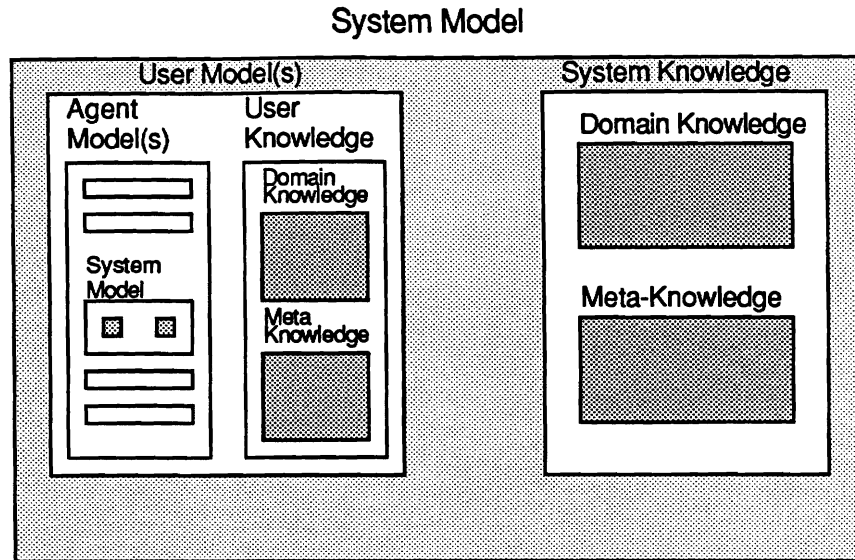 System Model
User Model(s)
System Knowledge
Agent
Model(s)
User
Knowledge
Domain
Knowledge
System
Model
Meta
Knowledge
Domain Knowledge
Meta-Knowledge